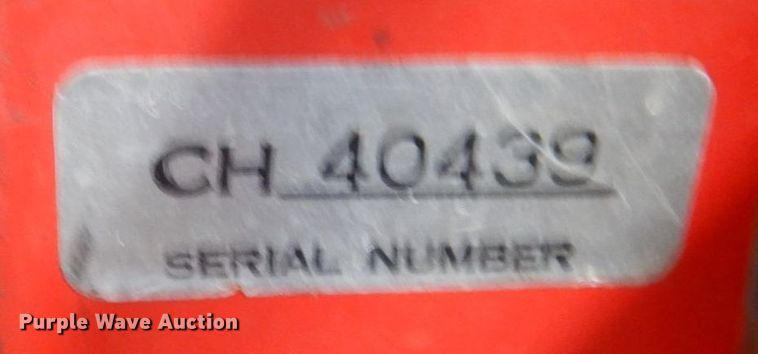 CH 40439
SERIAL NUMBER
Purple Wave Auction